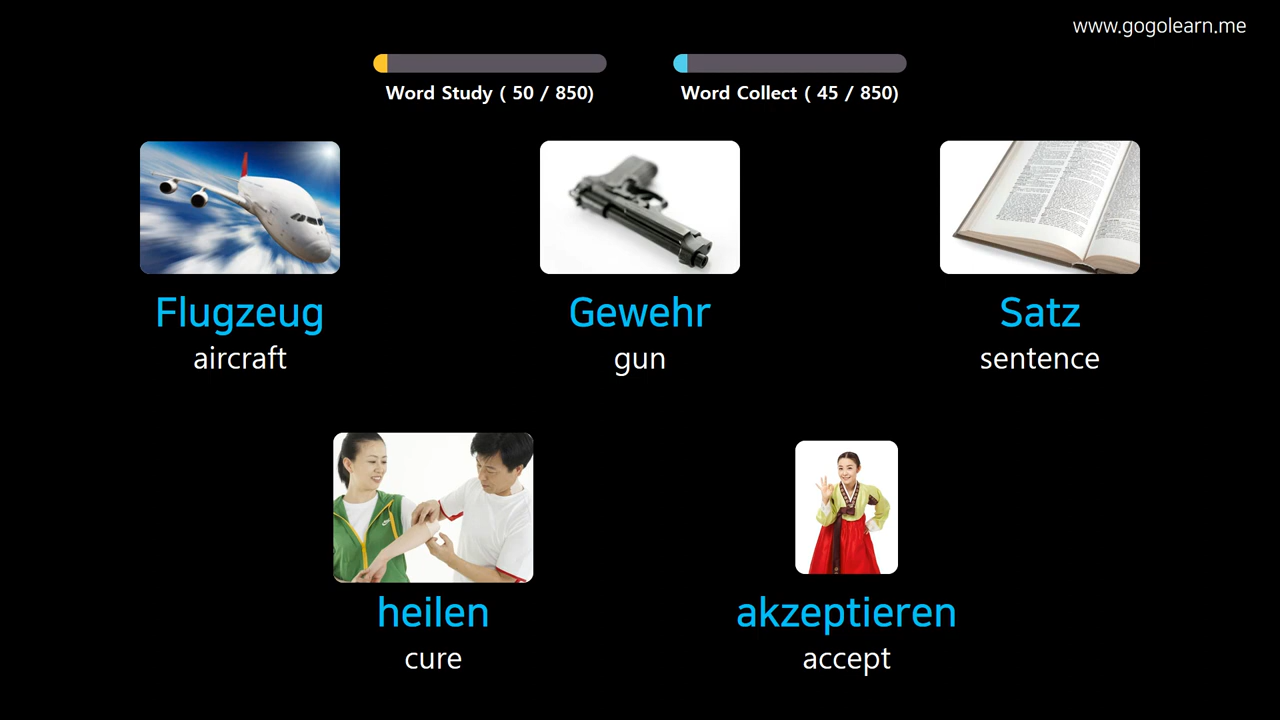 www.gogolearn.me
Word Study ( 50 / 850)
Word Collect ( 45 / 850)
Flugzeug
aircraft
Gewehr
gun
Satz
sentence
heilen
cure
akzeptieren
accept